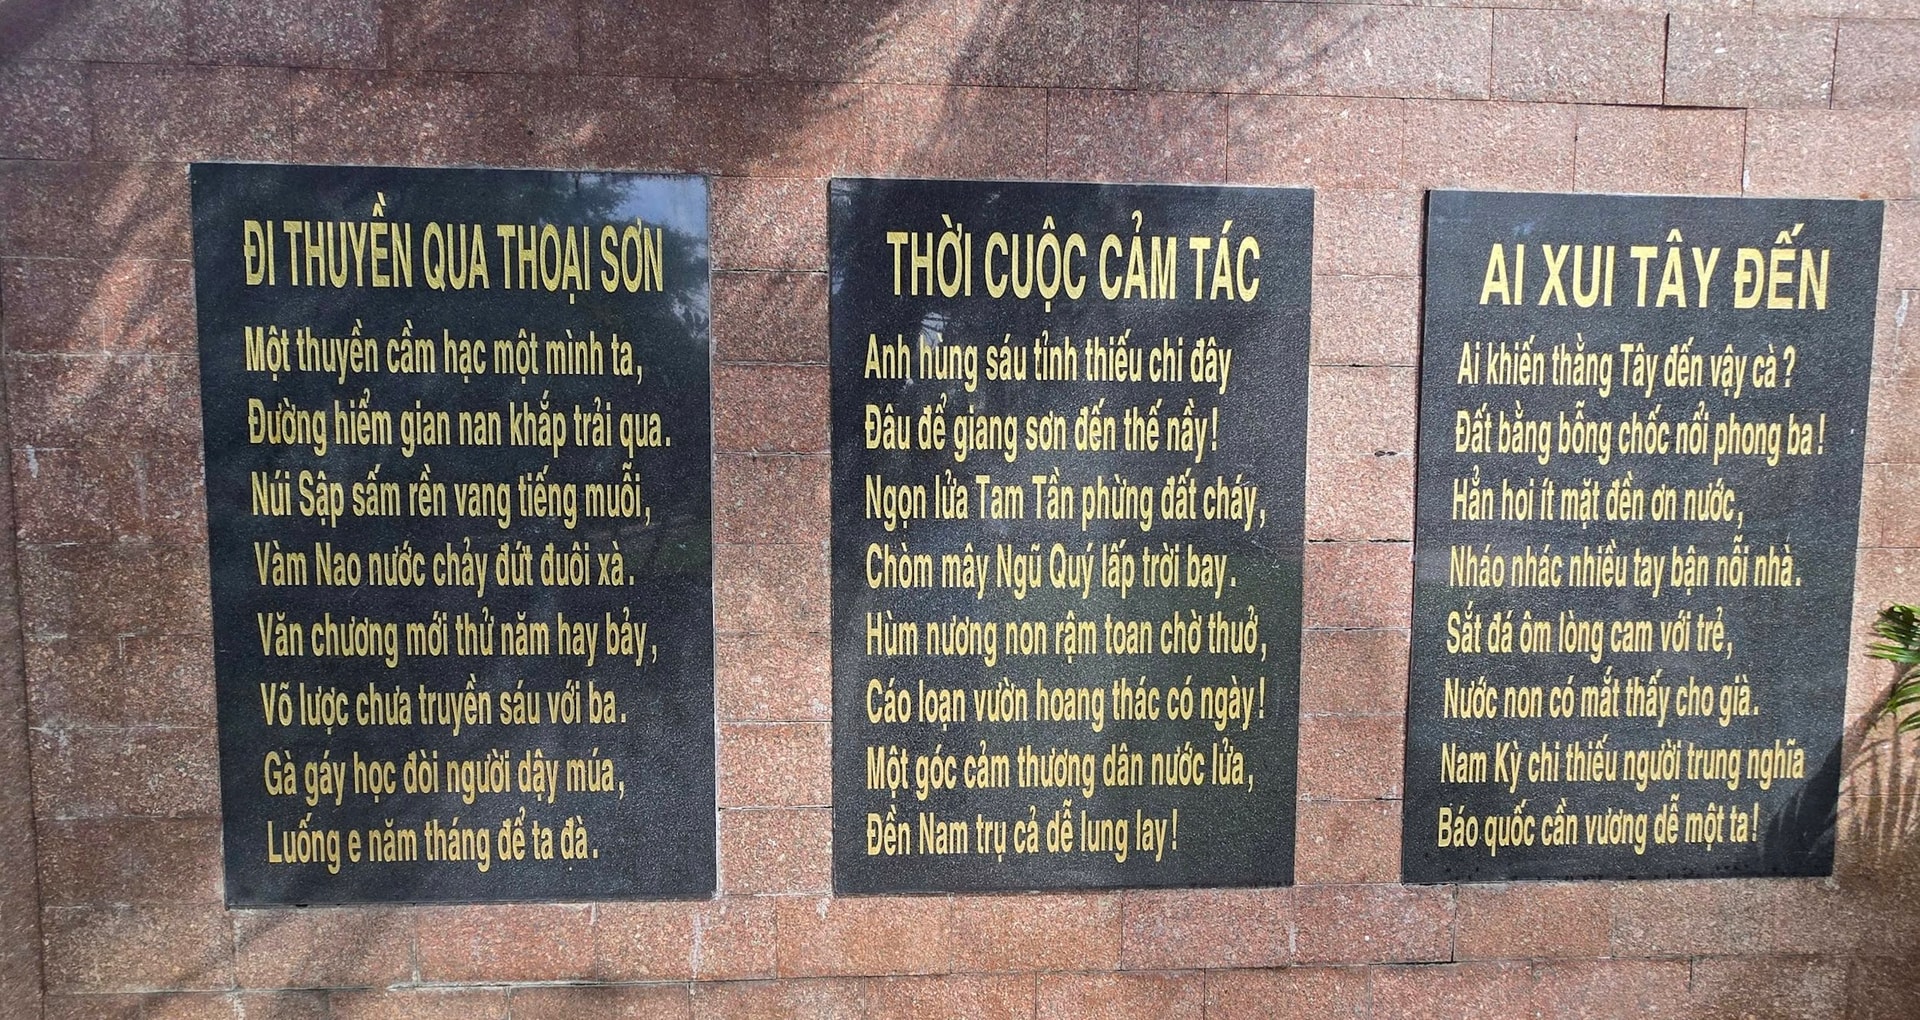 ĐI THUYỀN QUA THOẠI SƠN
Một thuyền cầm hạc một mình ta,
Đường hiểm gian nan khắp trải qua.
Núi Sập sấm rền vang tiếng muỗi,
Vàm Nao nước chảy đứt đuôi xà.
Văn chương mới thử năm hay bảy,
Võ lược chưa truyền sáu với ba.
Gà gáy học đòi người dậy múa,
Luống e năm tháng để ta đà.
THỜI CUỘC CẢM TÁC
Anh hùng sáu tỉnh thiếu chi đây
Đâu để giang sơn đến thế nầy!
Ngọn lửa Tam Tần phừng đất cháy,
Chòm mây Ngũ Quý lấp trời bay.
Hùm nương non rậm toan chờ thuở,
Cáo loạn vườn hoang thác có ngày!
Một góc cảm thương dân nước lửa,
Đền Nam trụ cả dễ lung lay!
AI XUI TÂY ĐẾN
Ai khiến thằng Tây đến vậy cà?
Đất bằng bỗng chốc nổi phong ba!
Hẳn hoi ít mặt đền ơn nước,
Nháo nhác nhiều tay bận nỗi nhà.
Sắt đá ôm lòng cam với trẻ,
Nước non có mắt thấy cho già.
Nam Kỳ chi thiếu người trung nghĩa
Báo quốc cần vương dễ một ta!